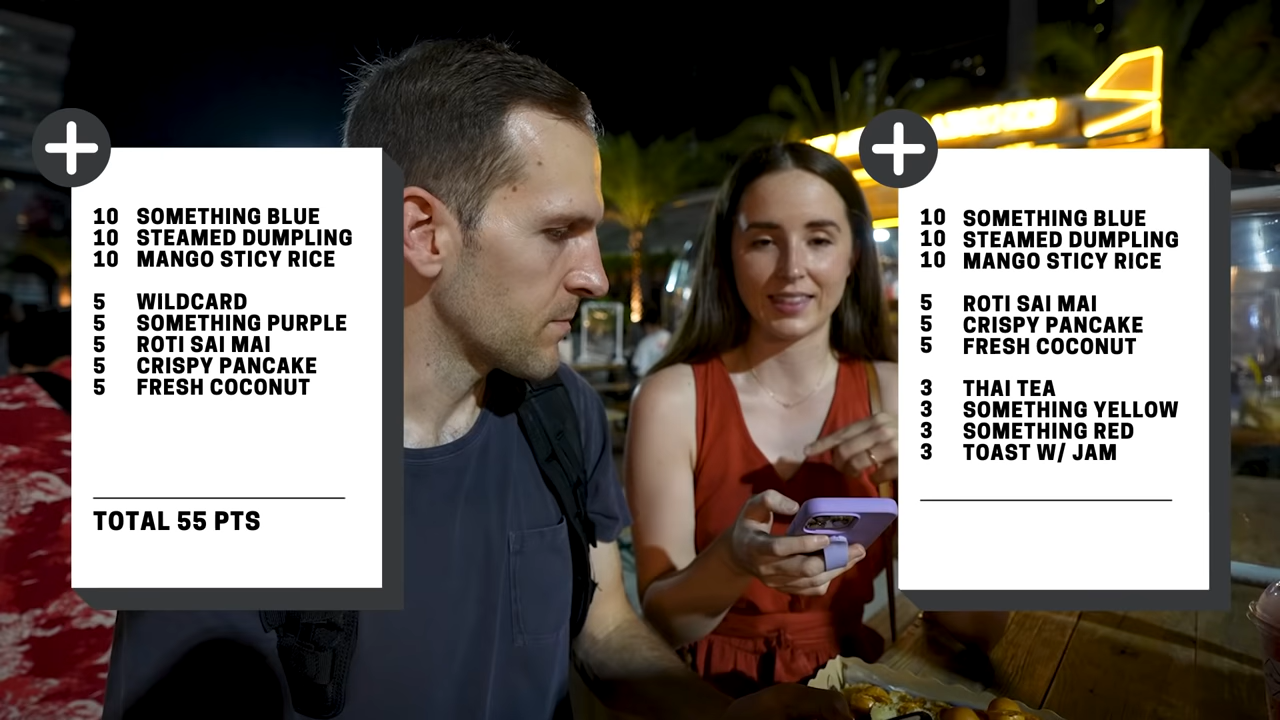 10 SOMETHING BLUE
10 STEAMED DUMPLING
10 MANGO STICY RICE
5 WILDCARD
5 SOMETHING PURPLE
5 ROTI SAI MAI
5 CRISPY PANCAKE
5 FRESH COCONUT
TOTAL 55 PTS
10 SOMETHING BLUE
10 STEAMED DUMPLING
10 MANGO STICY RICE
5 ROTI SAI MAI
5 CRISPY PANCAKE
5 FRESH COCONUT
3 THAI TEA
3 SOMETHING YELLOW
3 SOMETHING RED
3 TOAST W/ JAM